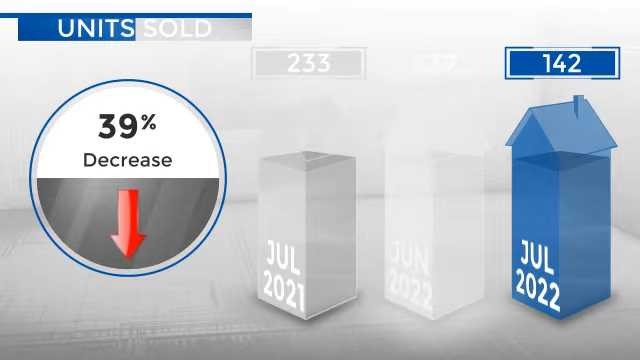 UNITS SOLD
233
142
39%
Decrease
JUL
2021
JUN
2022
JUL
2022